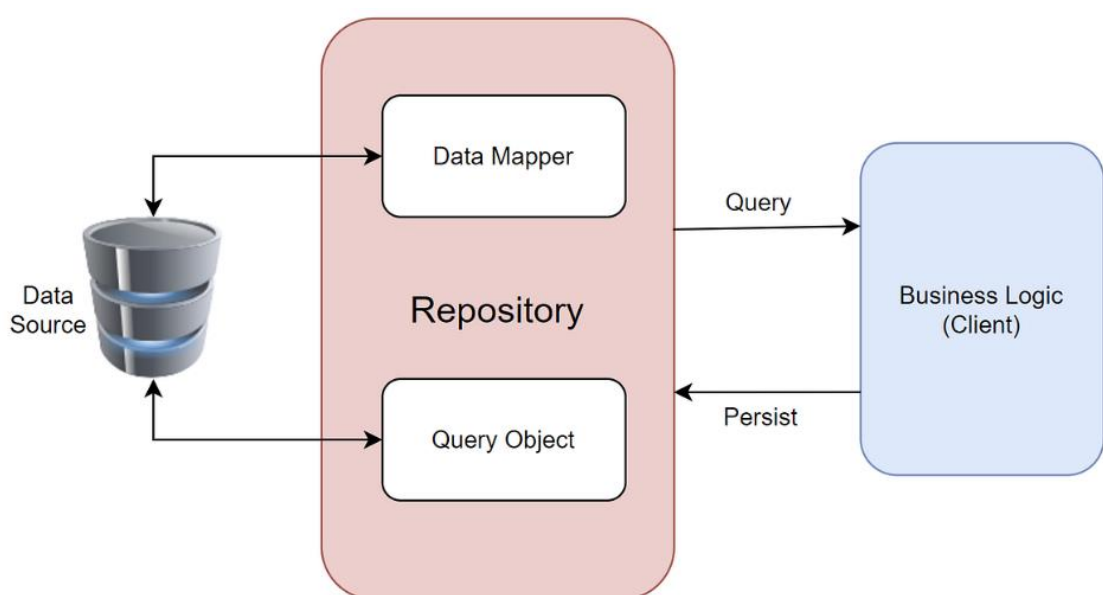 Data Mapper
Query
Data
Source
Repository
Business Logic
(Client)
Persist
Query Object